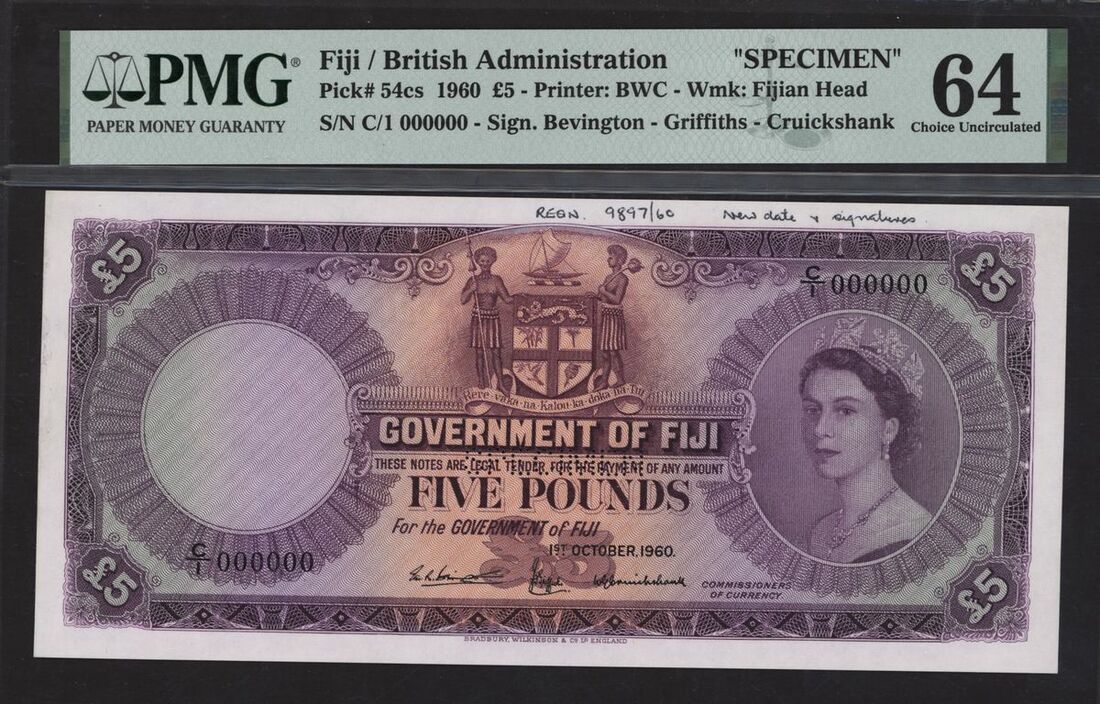 PMG®
PAPER MONEY GUARANTY
Fiji / British Administration "SPECIMEN"
Pick# 54cs 1960 £5 - Printer: BWC - Wmk: Fijian Head
S/N C/1 000000 - Sign. Bevington - Griffiths - Cruickshank
64
Choice Uncirculated
REGN. 9897/60 New date & signatures.
£5
£5
C/1 000000
Rere·vaka·na·Kalou·ka·doka·na·Tui
GOVERNMENT OF FIJI
THESE NOTES ARE LEGAL TENDER FOR THE PAYMENT OF ANY AMOUNT
FIVE POUNDS
For the GOVERNMENT of FIJI
C/1 000000
1ST OCTOBER, 1960.
COMMISSIONERS
OF CURRENCY
£5
£5
BRADBURY, WILKINSON & Co LD ENGLAND